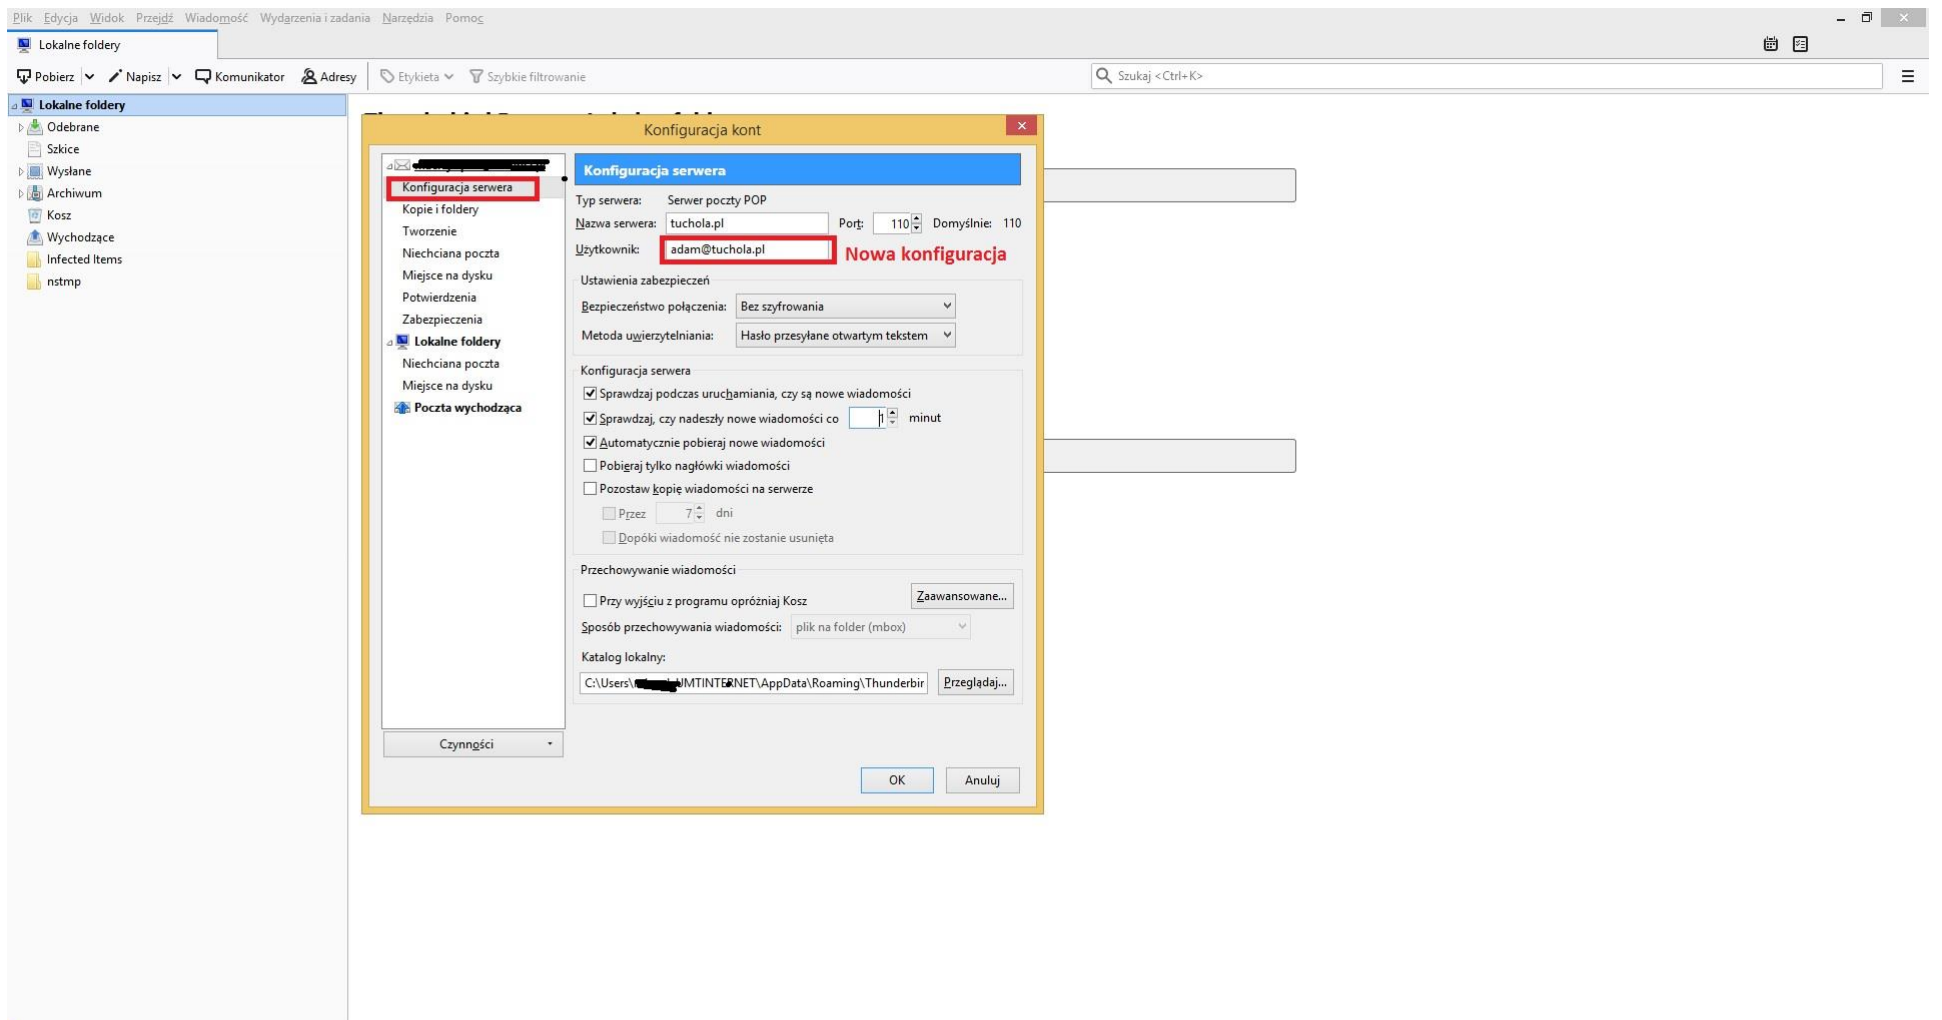 Plik Edycja Widok Przejdź Wiadomość Wydarzenia i zadania Narzędzia Pomoc
Lokalne foldery
Pobierz Napisz Komunikator Adresy Etykieta Szybkie filtrowanie Szukaj <Ctrl+K>
Lokalne foldery
Odebrane
Szkice
Wysłane
Archiwum
Kosz
Wychodzące
Infected Items
nstmp
Konfiguracja kont
Konfiguracja serwera
Kopie i foldery
Tworzenie
Niechciana poczta
Miejsce na dysku
Potwierdzenia
Zabezpieczenia
Lokalne foldery
Niechciana poczta
Miejsce na dysku
Poczta wychodząca
Czynności
Konfiguracja serwera
Typ serwera: Serwer poczty POP
Nazwa serwera: tuchola.pl Port: 110 Domyślnie: 110
Użytkownik: adam@tuchola.pl Nowa konfiguracja
Ustawienia zabezpieczeń
Bezpieczeństwo połączenia: Bez szyfrowania
Metoda uwierzytelniania: Hasło przesyłane otwartym tekstem
Konfiguracja serwera
Sprawdzaj podczas uruchamiania, czy są nowe wiadomości
Sprawdzaj, czy nadeszły nowe wiadomości co 1 minut
Automatycznie pobieraj nowe wiadomości
Pobieraj tylko nagłówki wiadomości
Pozostaw kopię wiadomości na serwerze
Przez 7 dni
Dopóki wiadomość nie zostanie usunięta
Przechowywanie wiadomości
Przy wyjściu z programu opróżniaj Kosz Zaawansowane...
Sposób przechowywania wiadomości: plik na folder (mbox)
Katalog lokalny:
C:\Users\ UMTINTERNET\AppData\Roaming\Thunderbir Przeglądaj...
OK Anuluj